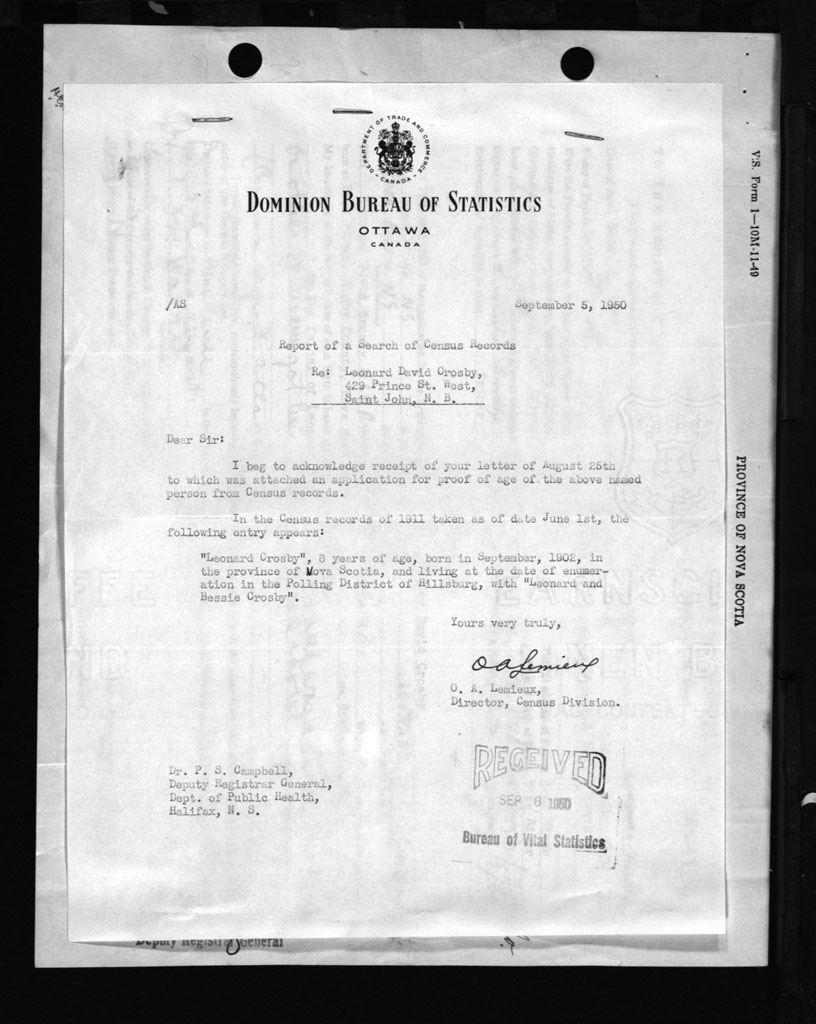 DEPARTMENT OF TRADE AND COMMERCE
CANADA
DOMINION BUREAU OF STATISTICS
OTTAWA
CANADA
/AS
September 5, 1950
Report of a Search of Census Records
Re: Leonard David Crosby,
429 Prince St. West,
Saint John, N. B.
Dear Sir:
I beg to acknowledge receipt of your letter of August 25th
to which was attached an application for proof of age of the above named
person from Census records.
In the Census records of 1911 taken as of date June 1st, the
following entry appears:
"Leonard Crosby", 8 years of age, born in September, 1902, in
the province of Nova Scotia, and living at the date of enumer-
ation in the Polling District of Hillsburg, with "Leonard and
Bessie Crosby".
Yours very truly,
O A Lemieux
O. A. Lemieux,
Director, Census Division.
Dr. P. S. Campbell,
Deputy Registrar General,
Dept. of Public Health,
Halifax, N. S.
RECEIVED
SEP 6 1950
Bureau of Vital Statistics
Deputy Registrar General
V.S. Form 1—10M-11-49
PROVINCE OF NOVA SCOTIA